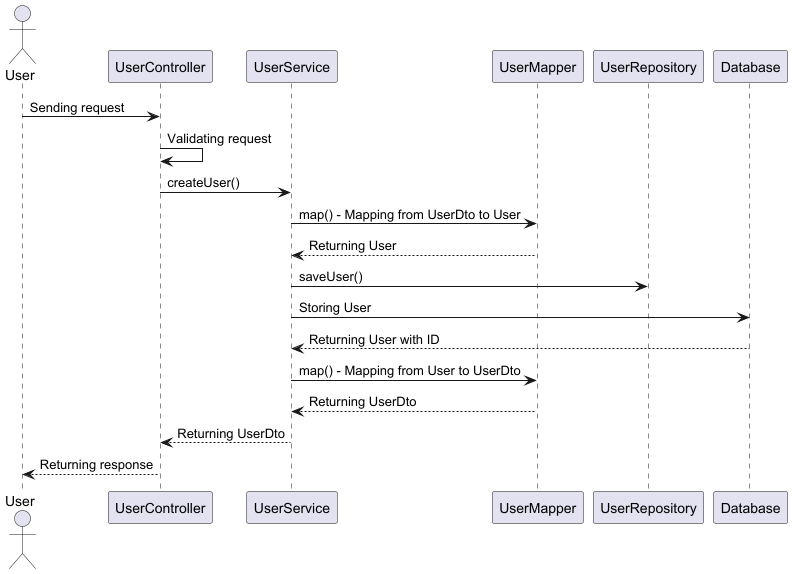 User
UserController
UserService
UserMapper
UserRepository
Database
Sending request
Validating request
createUser()
map() - Mapping from UserDto to User
Returning User
saveUser()
Storing User
Returning User with ID
map() - Mapping from User to UserDto
Returning UserDto
Returning UserDto
Returning response
User
UserController
UserService
UserMapper
UserRepository
Database